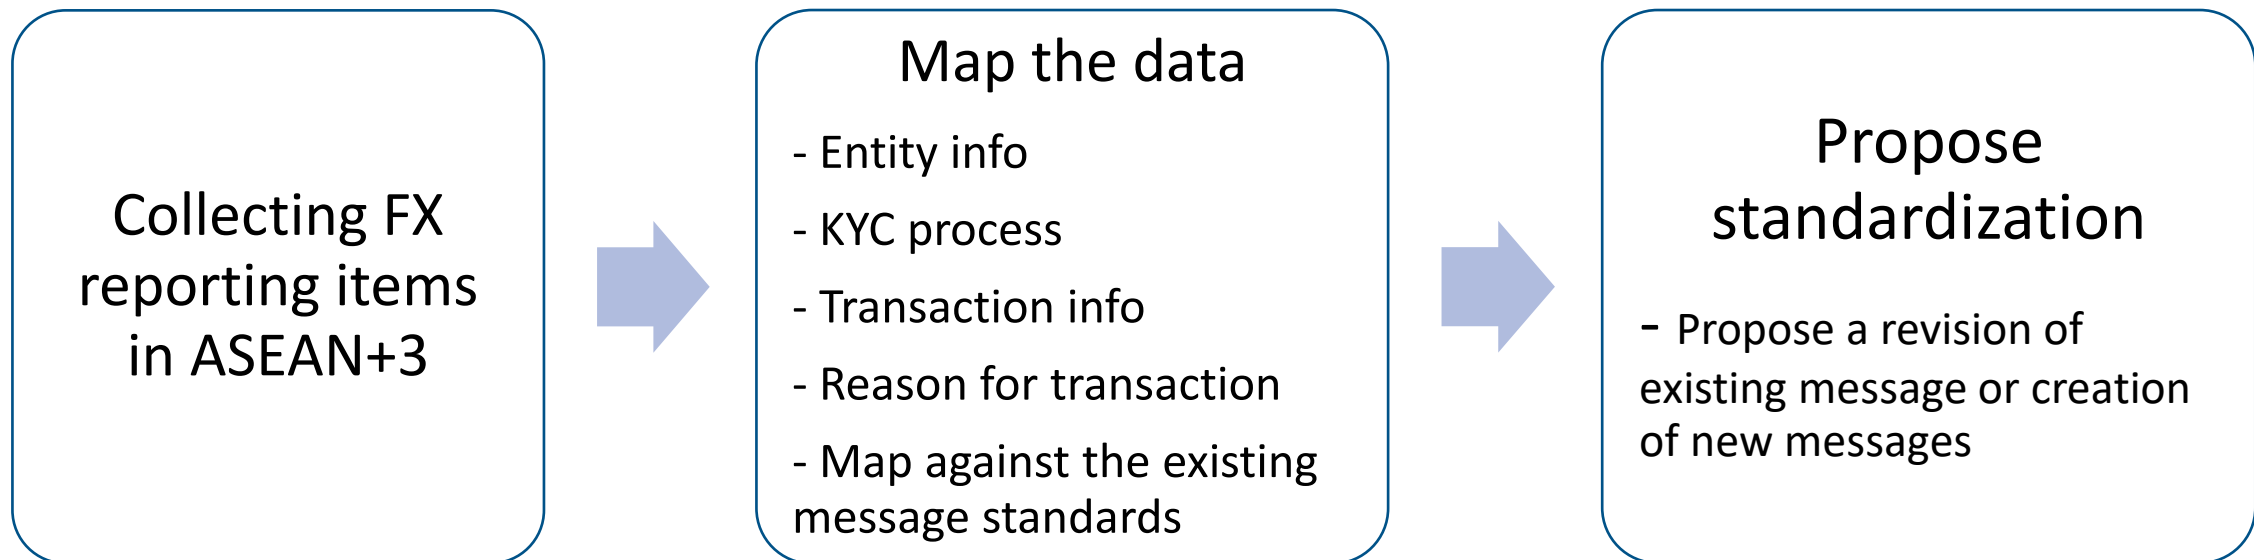 Collecting FX
reporting items
in ASEAN+3
Map the data
- Entity info
- KYC process
- Transaction info
- Reason for transaction
- Map against the existing
message standards
Propose
standardization
- Propose a revision of
existing message or creation
of new messages